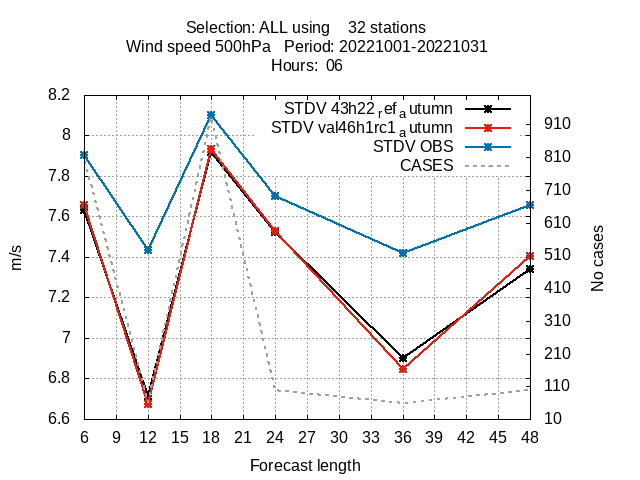 Selection: ALL using 32 stations
Wind speed 500hPa Period: 20221001-20221031
Hours: 06
STDV 43h22ᵣefₐutumn
STDV val46h1rc1ₐutumn
STDV OBS
CASES
8.2
8
7.8
7.6
7.4
7.2
7
6.8
6.6
m/s
910
810
710
610
510
410
310
210
110
10
No cases
6 9 12 15 18 21 24 27 30 33 36 39 42 45 48
Forecast length